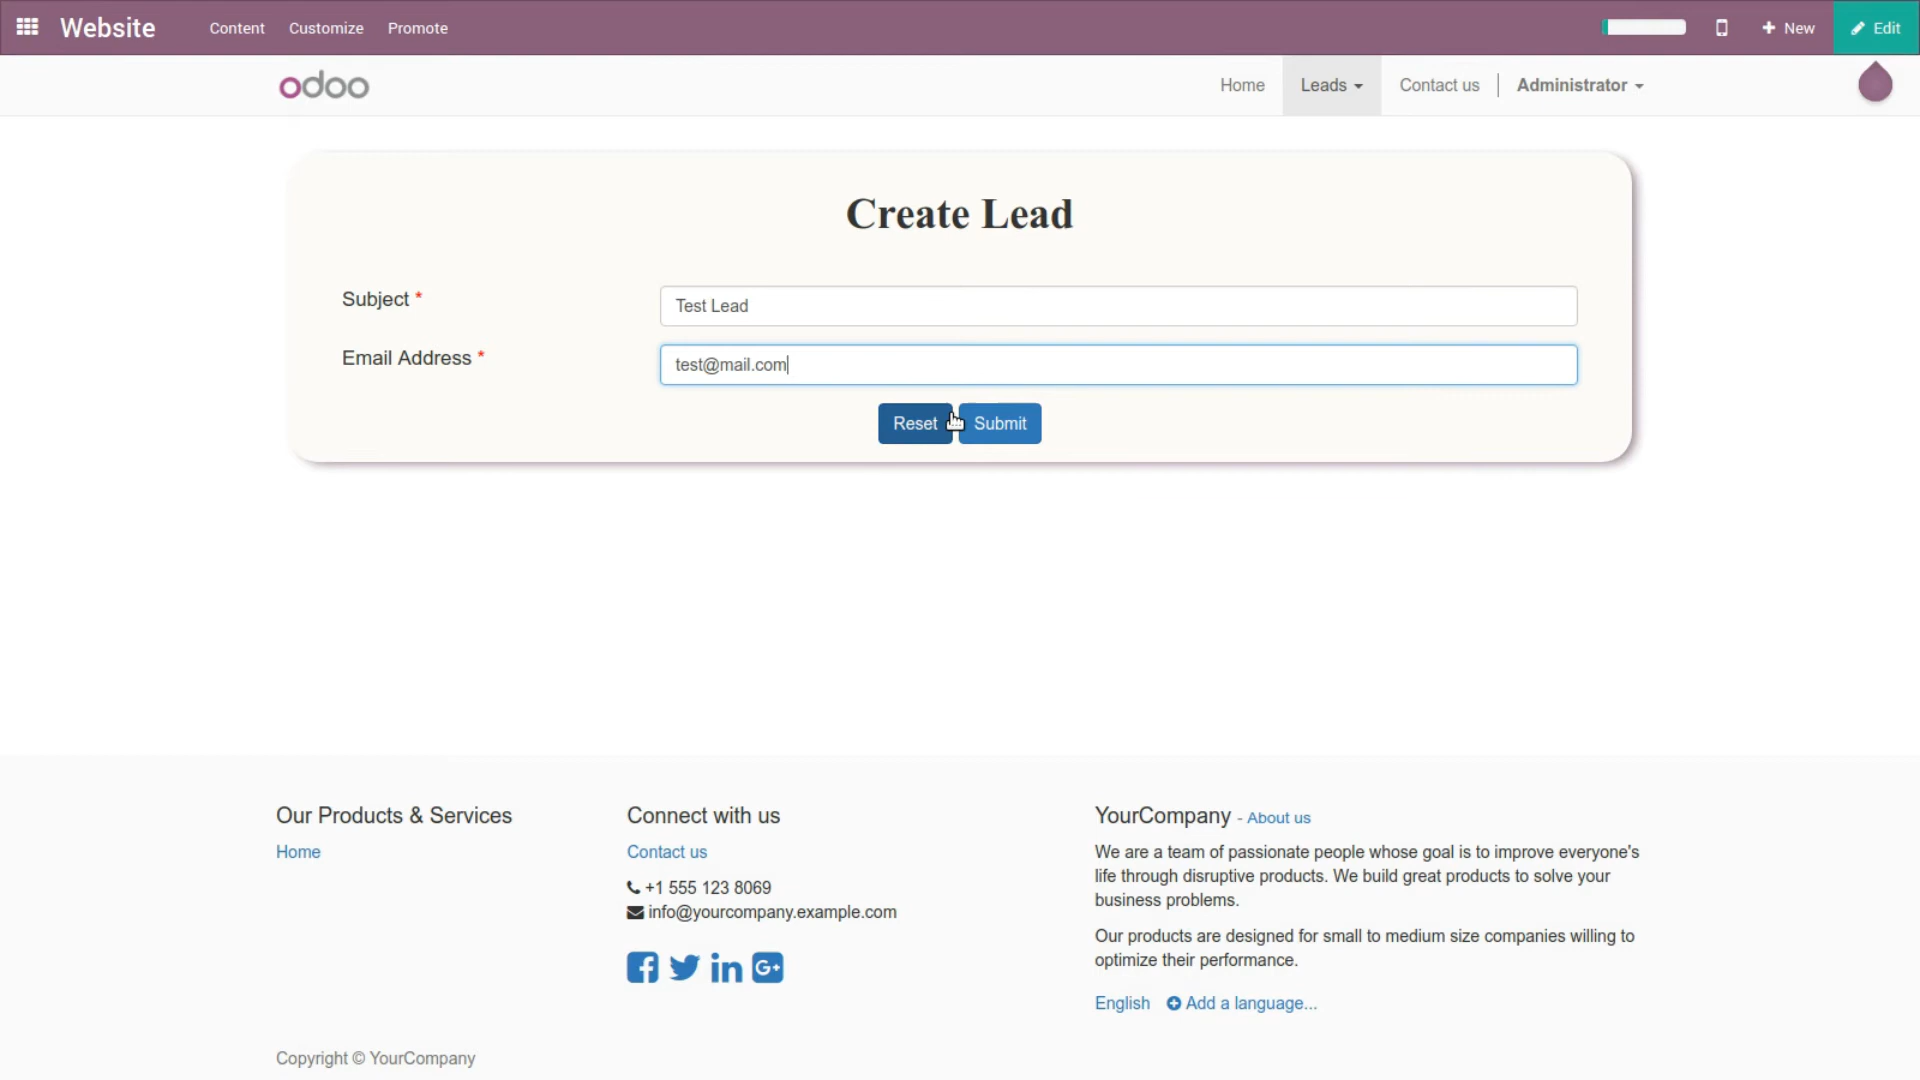 Website Content Customize Promote + New Edit
odoo Home Leads Contact us Administrator
Create Lead
Subject *
Test Lead
Email Address *
test@mail.com
Reset Submit
Our Products & Services
Home
Connect with us
Contact us
+1 555 123 8069
info@yourcompany.example.com
YourCompany - About us
We are a team of passionate people whose goal is to improve everyone's
life through disruptive products. We build great products to solve your
business problems.
Our products are designed for small to medium size companies willing to
optimize their performance.
English Add a language...
Copyright © YourCompany